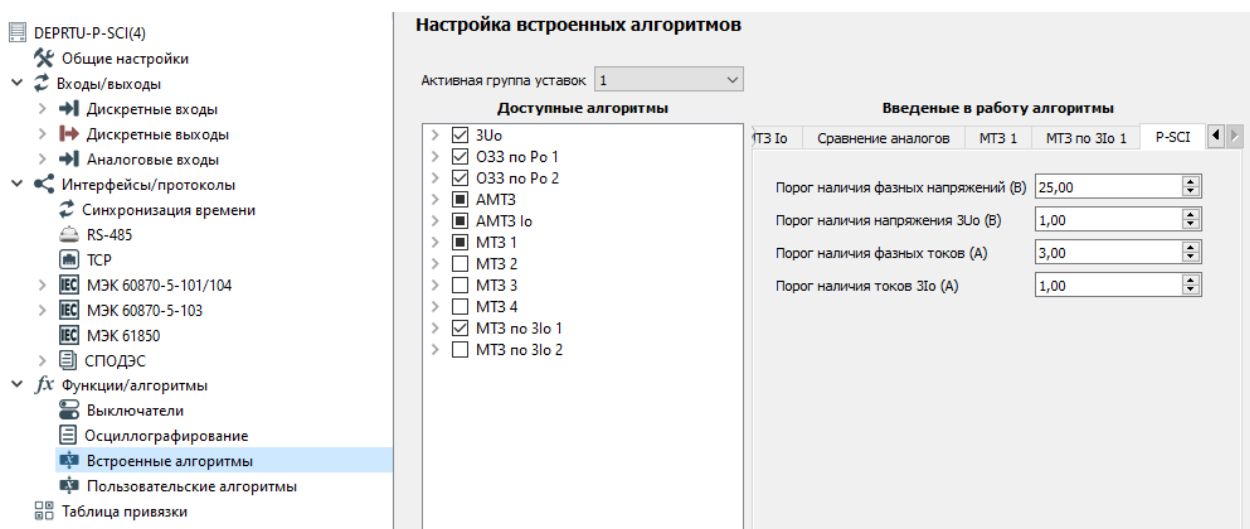 DEPRTU-P-SCI(4)
Общие настройки
Входы/выходы
Дискретные входы
Дискретные выходы
Аналоговые входы
Интерфейсы/протоколы
Синхронизация времени
RS-485
TCP
IEC МЭК 60870-5-101/104
IEC МЭК 60870-5-103
IEC МЭК 61850
СПОДЭС
fx Функции/алгоритмы
Выключатели
Осциллографирование
Встроенные алгоритмы
Пользовательские алгоритмы
Таблица привязки
Настройка встроенных алгоритмов
Активная группа уставок 1
Доступные алгоритмы
3Uo
ОЗЗ по Po 1
ОЗЗ по Po 2
АМТЗ
АМТЗ Io
МТЗ 1
МТЗ 2
МТЗ 3
МТЗ 4
МТЗ по 3Io 1
МТЗ по 3Io 2
Введеные в работу алгоритмы
МТЗ Io Сравнение аналогов МТЗ 1 МТЗ по 3Io 1 P-SCI
Порог наличия фазных напряжений (В) 25,00
Порог наличия напряжения 3Uo (В) 1,00
Порог наличия фазных токов (А) 3,00
Порог наличия токов 3Io (А) 1,00